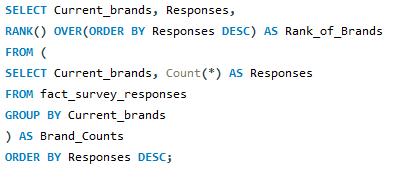 SELECT Current_brands, Responses,
RANK() OVER(ORDER BY Responses DESC) AS Rank_of_Brands
FROM (
SELECT Current_brands, Count(*) AS Responses
FROM fact_survey_responses
GROUP BY Current_brands
) AS Brand_Counts
ORDER BY Responses DESC;